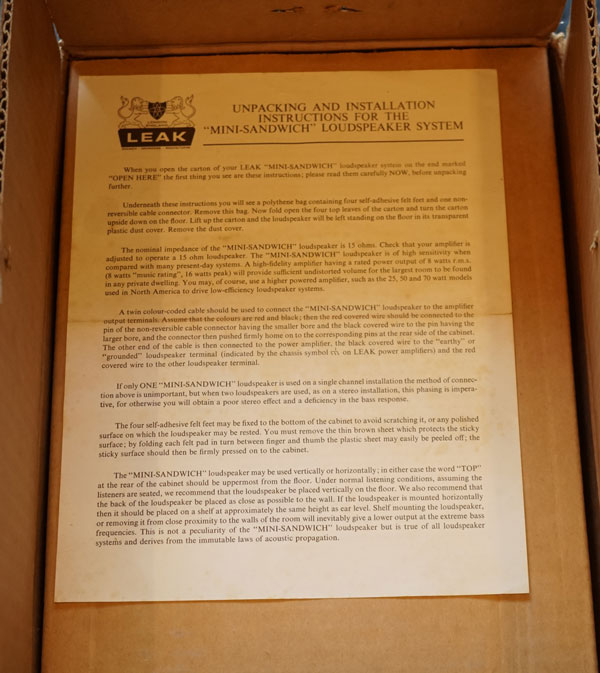 LEAK
UNPACKING AND INSTALLATION
INSTRUCTIONS FOR THE
“MINI-SANDWICH” LOUDSPEAKER SYSTEM
When you open the carton of your LEAK “MINI-SANDWICH” loudspeaker system on the end marked
“OPEN HERE” the first thing you see are these instructions; please read them carefully NOW, before unpacking
further.
Underneath these instructions you will see a polythene bag containing four self-adhesive felt feet and one non-
reversible cable connector. Remove this bag. Now fold open the four top leaves of the carton and turn the carton
upside down on the floor. Lift up the carton and the loudspeaker will be left standing on the floor in its transparent
plastic dust cover. Remove the dust cover.
The nominal impedance of the “MINI-SANDWICH” loudspeaker is 15 ohms. Check that your amplifier is
adjusted to operate a 15 ohm loudspeaker. The “MINI-SANDWICH” loudspeaker is of high sensitivity when
compared with many present-day systems. A high-fidelity amplifier having a rated power output of 8 watts r.m.s.
(8 watts “music rating”, 16 watts peak) will provide sufficient undistorted volume for the largest room to be found
in any private dwelling. You may, of course, use a higher powered amplifier, such as the 25, 50 and 70 watt models
used in North America to drive low-efficiency loudspeaker systems.
A twin colour-coded cable should be used to connect the “MINI-SANDWICH” loudspeaker to the amplifier
output terminals. Assume that the colours are red and black; then the red covered wire should be connected to the
pin of the non-reversible cable connector having the smaller bore and the black covered wire to the pin having the
larger bore, and the connector then pushed firmly home on to the corresponding pins at the rear side of the cabinet.
The other end of the cable is then connected to the power amplifier, the black covered wire to the “earthy” or
“grounded” loudspeaker terminal (indicated by the chassis symbol on LEAK power amplifiers) and the red
covered wire to the other loudspeaker terminal.
If only ONE “MINI-SANDWICH” loudspeaker is used on a single channel installation the method of connec-
tion above is unimportant, but when two loudspeakers are used, as on a stereo installation, this phasing is impera-
tive, for otherwise you will obtain a poor stereo effect and a deficiency in the bass response.
The four self-adhesive felt feet may be fixed to the bottom of the cabinet to avoid scratching it, or any polished
surface on which the loudspeaker may be rested. You must remove the thin brown sheet which protects the sticky
surface; by folding each felt pad in turn between finger and thumb the plastic sheet may easily be peeled off; the
sticky surface should then be firmly pressed on to the cabinet.
The “MINI-SANDWICH” loudspeaker may be used vertically or horizontally; in either case the word “TOP”
at the rear of the cabinet should be uppermost from the floor. Under normal listening conditions, assuming the
listeners are seated, we recommend that the loudspeaker be placed vertically on the floor. We also recommend that
the back of the loudspeaker be placed as close as possible to the wall. If the loudspeaker is mounted horizontally
then it should be placed on a shelf at approximately the same height as ear level. Shelf mounting the loudspeaker,
or removing it from close proximity to the walls of the room will inevitably give a lower output at the extreme bass
frequencies. This is not a peculiarity of the “MINI-SANDWICH” loudspeaker but is true of all loudspeaker
systems and derives from the immutable laws of acoustic propagation.